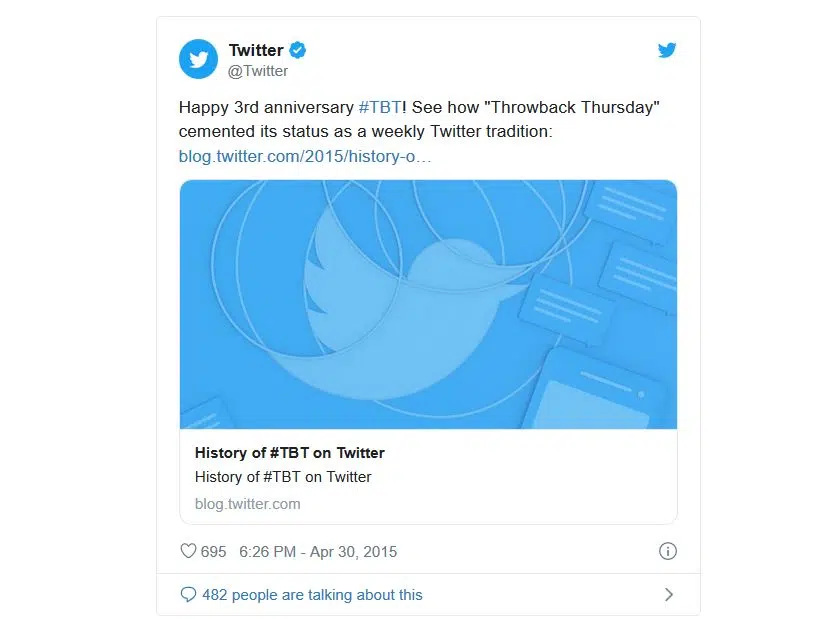 Twitter
@Twitter
Happy 3rd anniversary #TBT! See how "Throwback Thursday"
cemented its status as a weekly Twitter tradition:
blog.twitter.com/2015/history-o…
History of #TBT on Twitter
History of #TBT on Twitter
blog.twitter.com
695 6:26 PM - Apr 30, 2015
482 people are talking about this